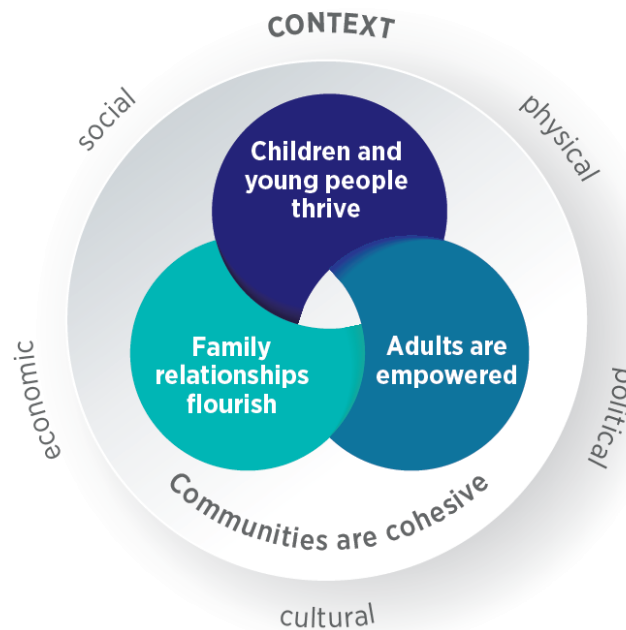 CONTEXT
social
physical
Children and
young people
thrive
Family
relationships
flourish
Adults are
empowered
economic
political
Communities are cohesive
cultural